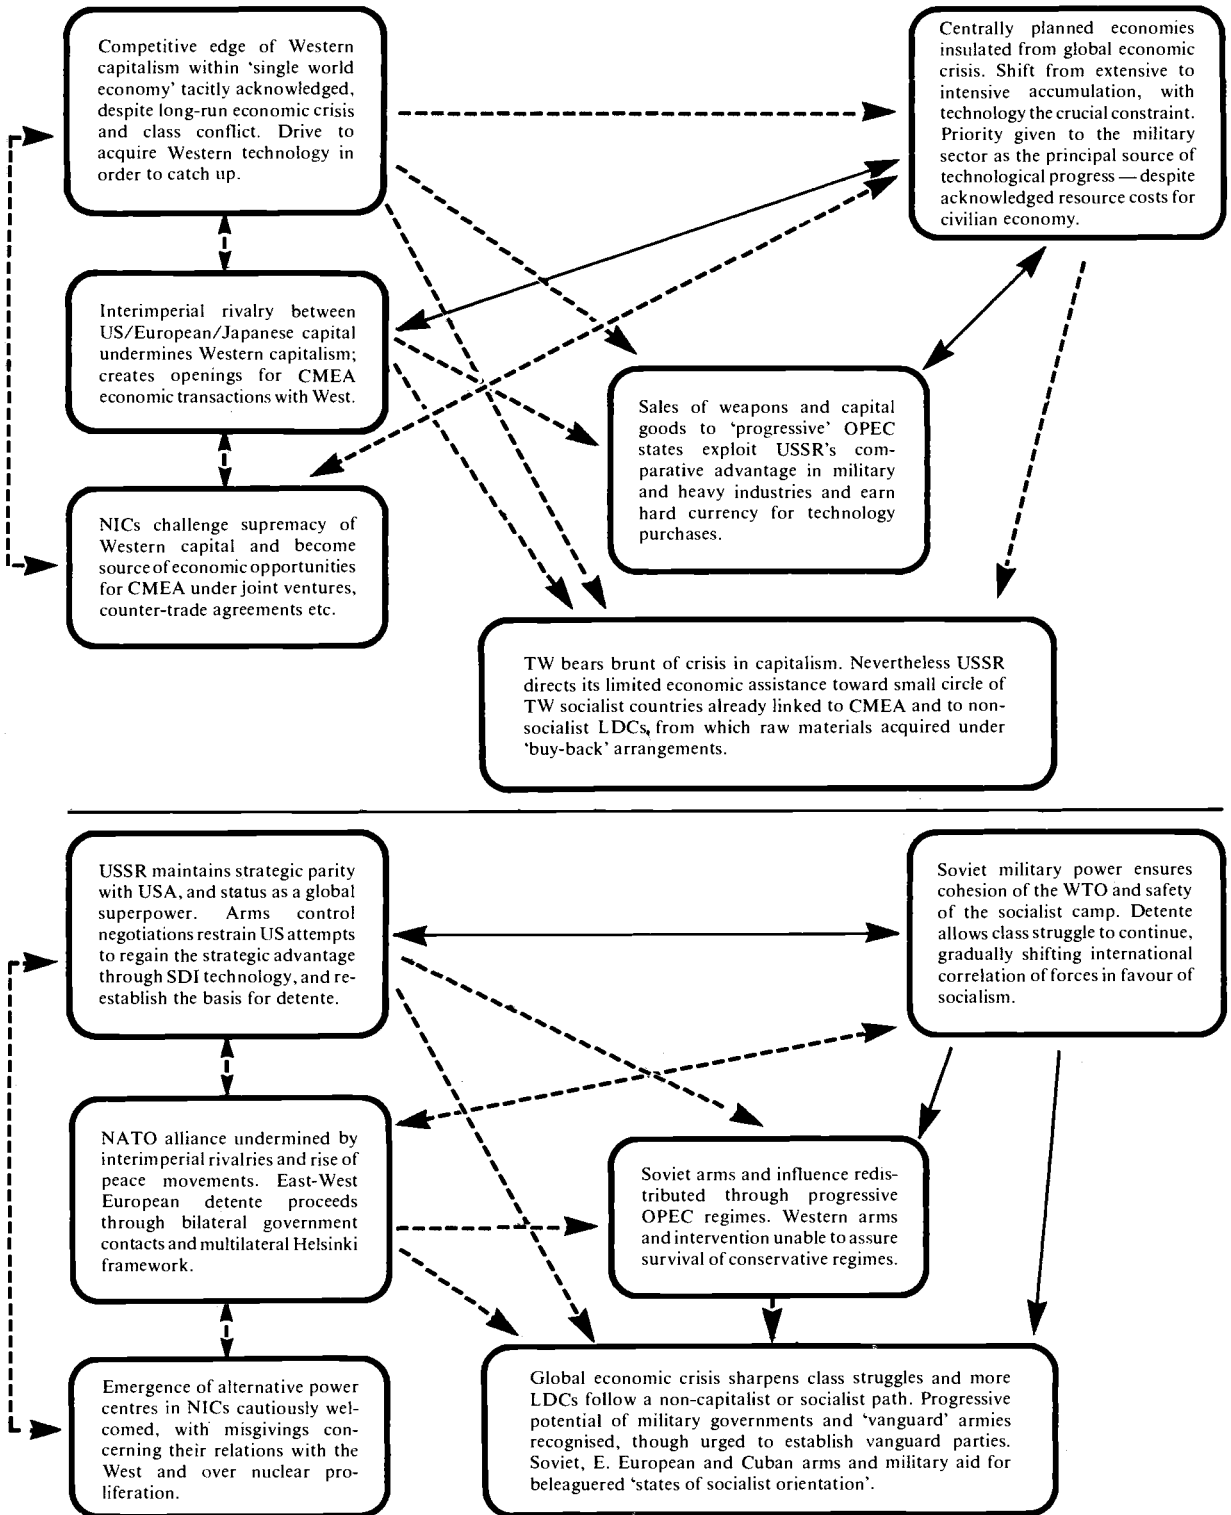 Competitive edge of Western
capitalism within ‘single world
economy’ tacitly acknowledged,
despite long-run economic crisis
and class conflict. Drive to
acquire Western technology in
order to catch up.
Centrally planned economies
insulated from global economic
crisis. Shift from extensive to
intensive accumulation, with
technology the crucial constraint.
Priority given to the military
sector as the principal source of
technological progress — despite
acknowledged resource costs for
civilian economy.
Interimperial rivalry between
US/European/Japanese capital
undermines Western capitalism;
creates openings for CMEA
economic transactions with West.
Sales of weapons and capital
goods to ‘progressive’ OPEC
states exploit USSR’s com-
parative advantage in military
and heavy industries and earn
hard currency for technology
purchases.
NICs challenge supremacy of
Western capital and become
source of economic opportunities
for CMEA under joint ventures,
counter-trade agreements etc.
TW bears brunt of crisis in capitalism. Nevertheless USSR
directs its limited economic assistance toward small circle of
TW socialist countries already linked to CMEA and to non-
socialist LDCs, from which raw materials acquired under
‘buy-back’ arrangements.
USSR maintains strategic parity
with USA, and status as a global
superpower. Arms control
negotiations restrain US attempts
to regain the strategic advantage
through SDI technology, and re-
establish the basis for detente.
Soviet military power ensures
cohesion of the WTO and safety
of the socialist camp. Detente
allows class struggle to continue,
gradually shifting international
correlation of forces in favour of
socialism.
NATO alliance undermined by
interimperial rivalries and rise of
peace movements. East-West
European detente proceeds
through bilateral government
contacts and multilateral Helsinki
framework.
Soviet arms and influence redis-
tributed through progressive
OPEC regimes. Western arms
and intervention unable to assure
survival of conservative regimes.
Emergence of alternative power
centres in NICs cautiously wel-
comed, with misgivings con-
cerning their relations with the
West and over nuclear pro-
liferation.
Global economic crisis sharpens class struggles and more
LDCs follow a non-capitalist or socialist path. Progressive
potential of military governments and ‘vanguard’ armies
recognised, though urged to establish vanguard parties.
Soviet, E. European and Cuban arms and military aid for
beleaguered ‘states of socialist orientation’.